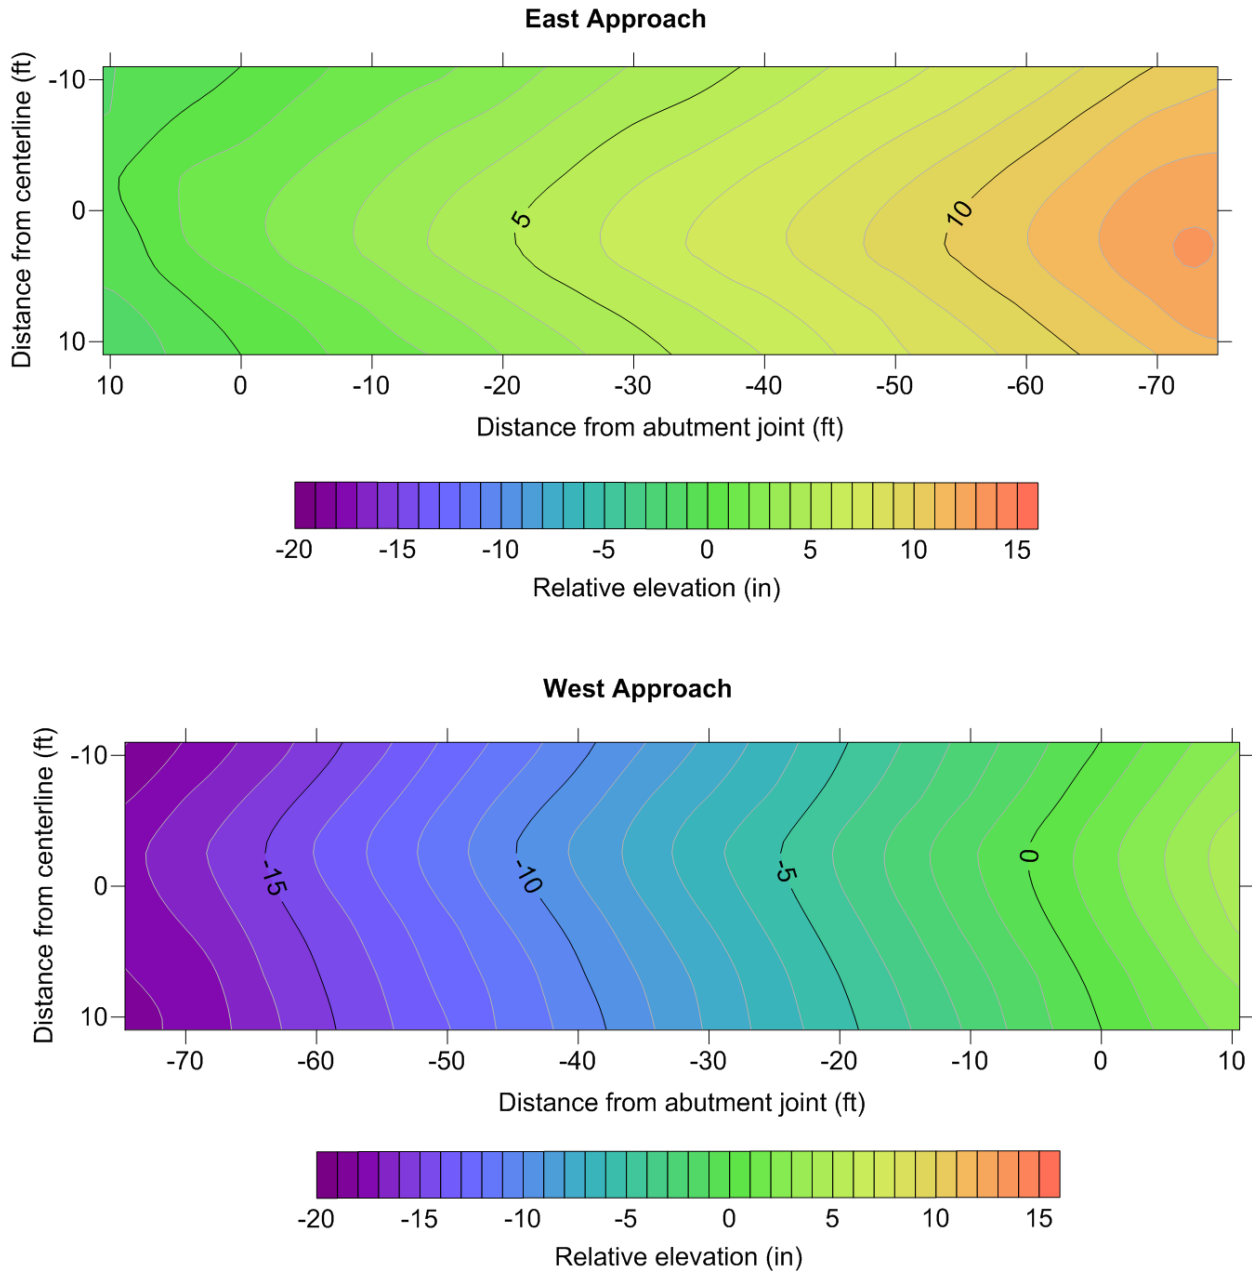 East Approach
Distance from centerline (ft)
-10
0
10
5
10
10 0 -10 -20 -30 -40 -50 -60 -70
Distance from abutment joint (ft)
-20 -15 -10 -5 0 5 10 15
Relative elevation (in)
West Approach
Distance from centerline (ft)
-10
0
10
-15
-10
-5
0
-70 -60 -50 -40 -30 -20 -10 0 10
Distance from abutment joint (ft)
-20 -15 -10 -5 0 5 10 15
Relative elevation (in)